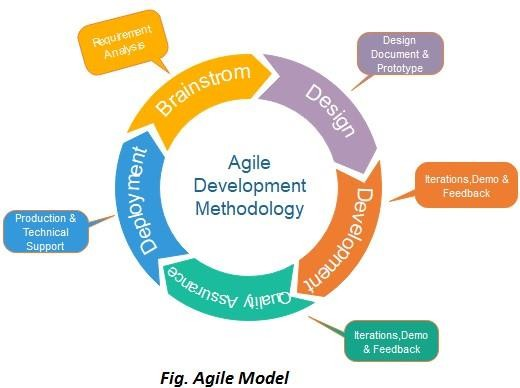 Requirement
Analysis
Brainstrom
Design
Design
Document &
Prototype
Agile
Development
Methodology
Development
Iterations,Demo &
Feedback
Quality Assurance
Iterations,Demo
& Feedback
Deployment
Production &
Technical
Support
Fig. Agile Model